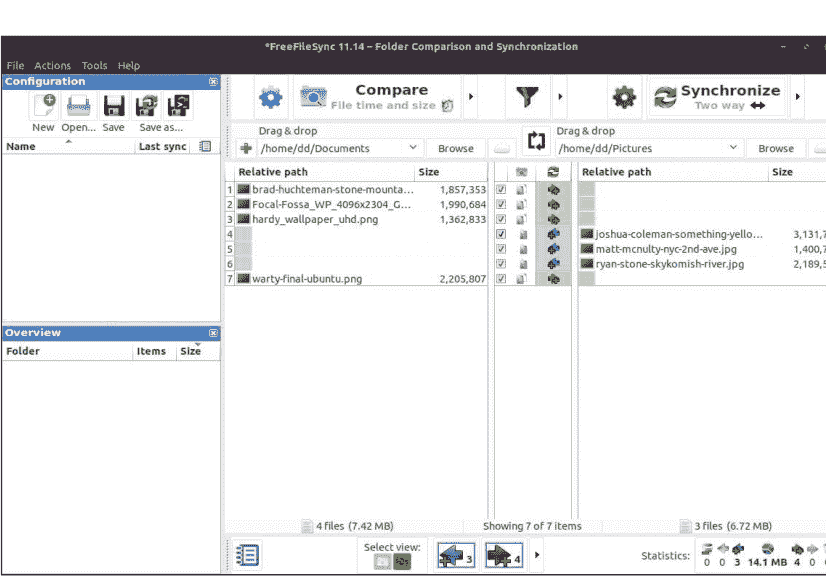 *FreeFileSync 11.14 – Folder Comparison and Synchronization
File Actions Tools Help
Configuration
New Open... Save Save as...
Name Last sync
Compare
File time and size
Synchronize
Two way
Drag & drop
/home/dd/Documents Browse
Drag & drop
/home/dd/Pictures Browse
Relative path Size Relative path Size
1 brad-huchteman-stone-mounta... 1,857,353
2 Focal-Fossa_WP_4096x2304_G... 1,990,684
3 hardy_wallpaper_uhd.png 1,362,833
4 joshua-coleman-something-yello... 3,131,7
5 matt-mcnulty-nyc-2nd-ave.jpg 1,400,7
6 ryan-stone-skykomish-river.jpg 2,189,5
7 warty-final-ubuntu.png 2,205,807
Overview
Folder Items Size
4 files (7.42 MB) Showing 7 of 7 items 3 files (6.72 MB)
Select view:
3 4
Statistics: 0 0 3 14.1 MB 4 0